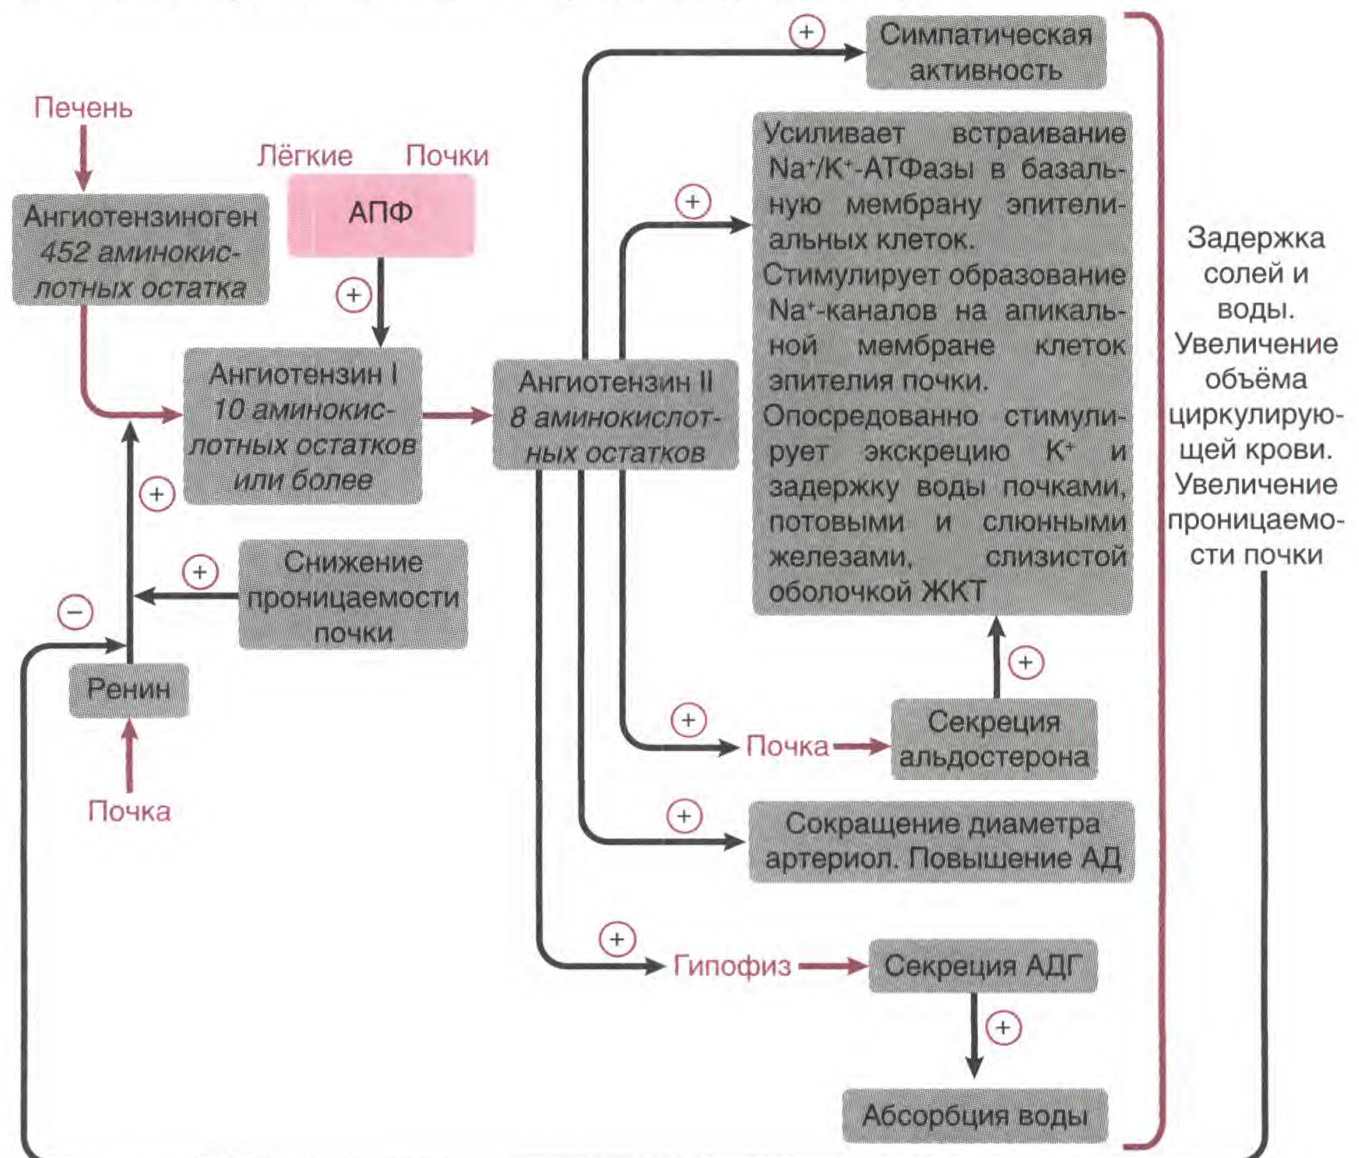 Симпатическая
активность
Печень
Лёгкие Почки
АПФ
Ангиотензиноген
452 аминокис-
лотных остатка
Усиливает встраивание
Na⁺/K⁺-АТФазы в базаль-
ную мембрану эпители-
альных клеток.
Стимулирует образование
Na⁺-каналов на апикаль-
ной мембране клеток
эпителия почки.
Опосредованно стимули-
рует экскрецию K⁺ и
задержку воды почками,
потовыми и слюнными
железами, слизистой
оболочкой ЖКТ
Задержка
солей и
воды.
Увеличение
объёма
циркулирую-
щей крови.
Увеличение
проницаемо-
сти почки
Ангиотензин I
10 аминокис-
лотных остатков
или более
Ангиотензин II
8 аминокислот-
ных остатков
Снижение
проницаемости
почки
Ренин
Почка
Почка
Секреция
альдостерона
Сокращение диаметра
артериол. Повышение АД
Гипофиз
Секреция АДГ
Абсорбция воды
+
+
+
+
+
−
+
+
+
+
+